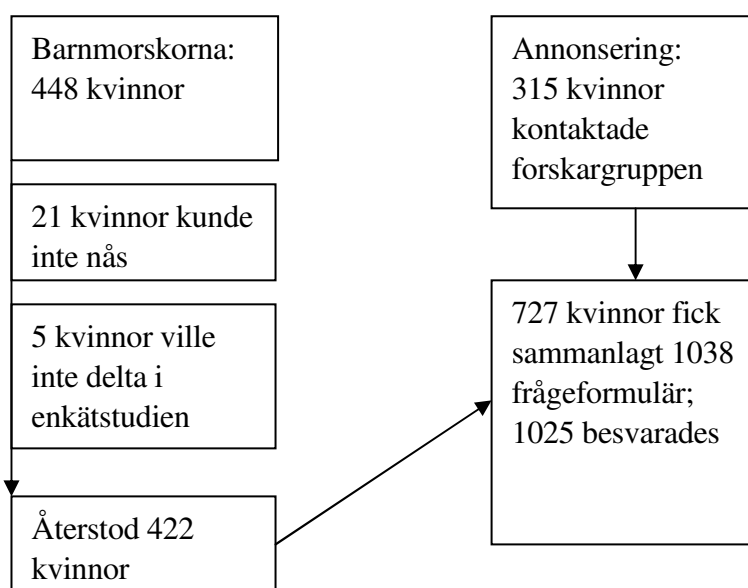 Barnmorskorna:
448 kvinnor
21 kvinnor kunde
inte nås
5 kvinnor ville
inte delta i
enkätstudien
Återstod 422
kvinnor
Annonsering:
315 kvinnor
kontaktade
forskargruppen
727 kvinnor fick
sammanlagt 1038
frågeformulär;
1025 besvarades